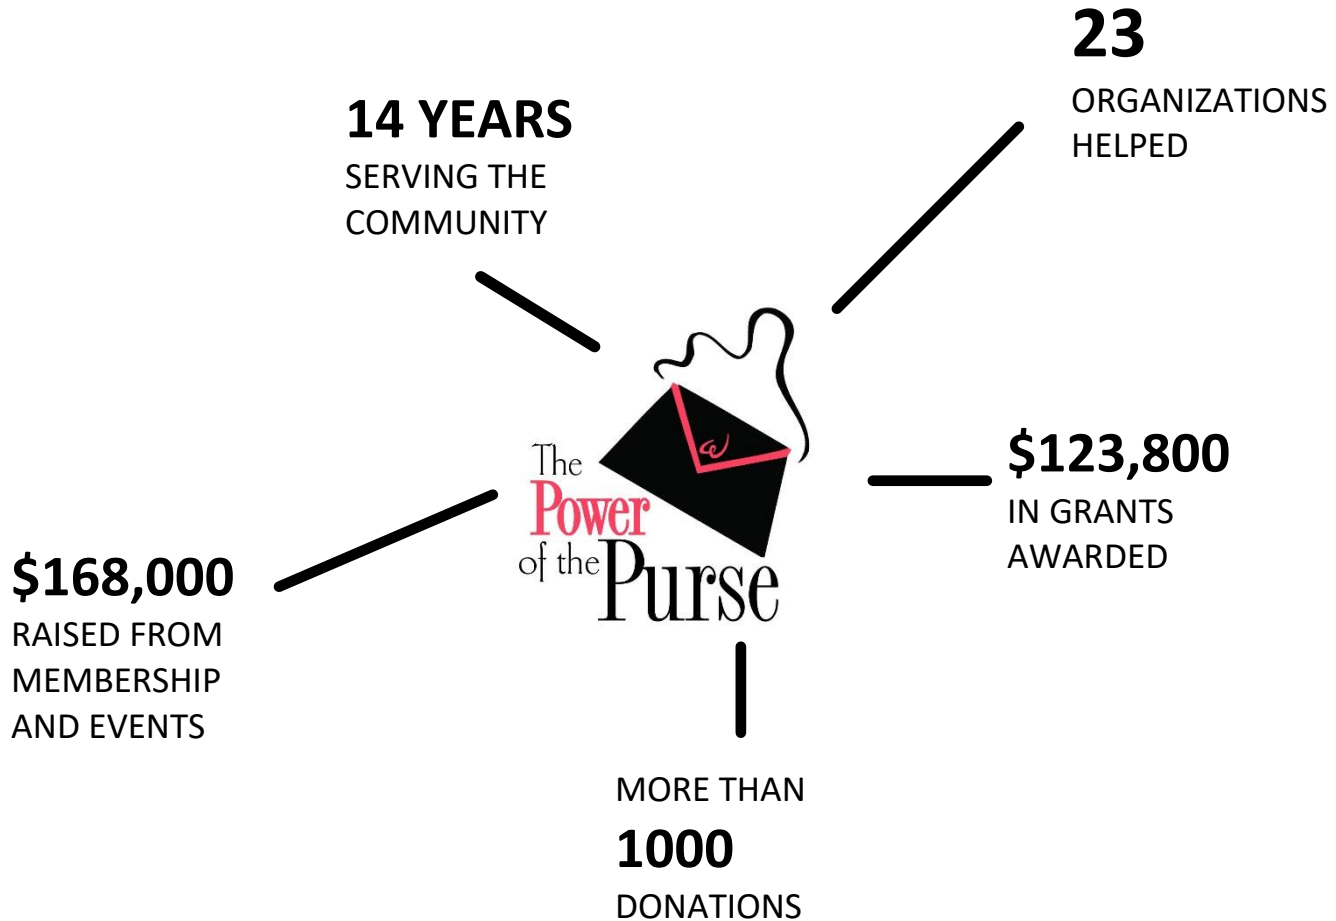 23
ORGANIZATIONS
HELPED
14 YEARS
SERVING THE
COMMUNITY
The
Power
of the
Purse
$123,800
IN GRANTS
AWARDED
$168,000
RAISED FROM
MEMBERSHIP
AND EVENTS
MORE THAN
1000
DONATIONS